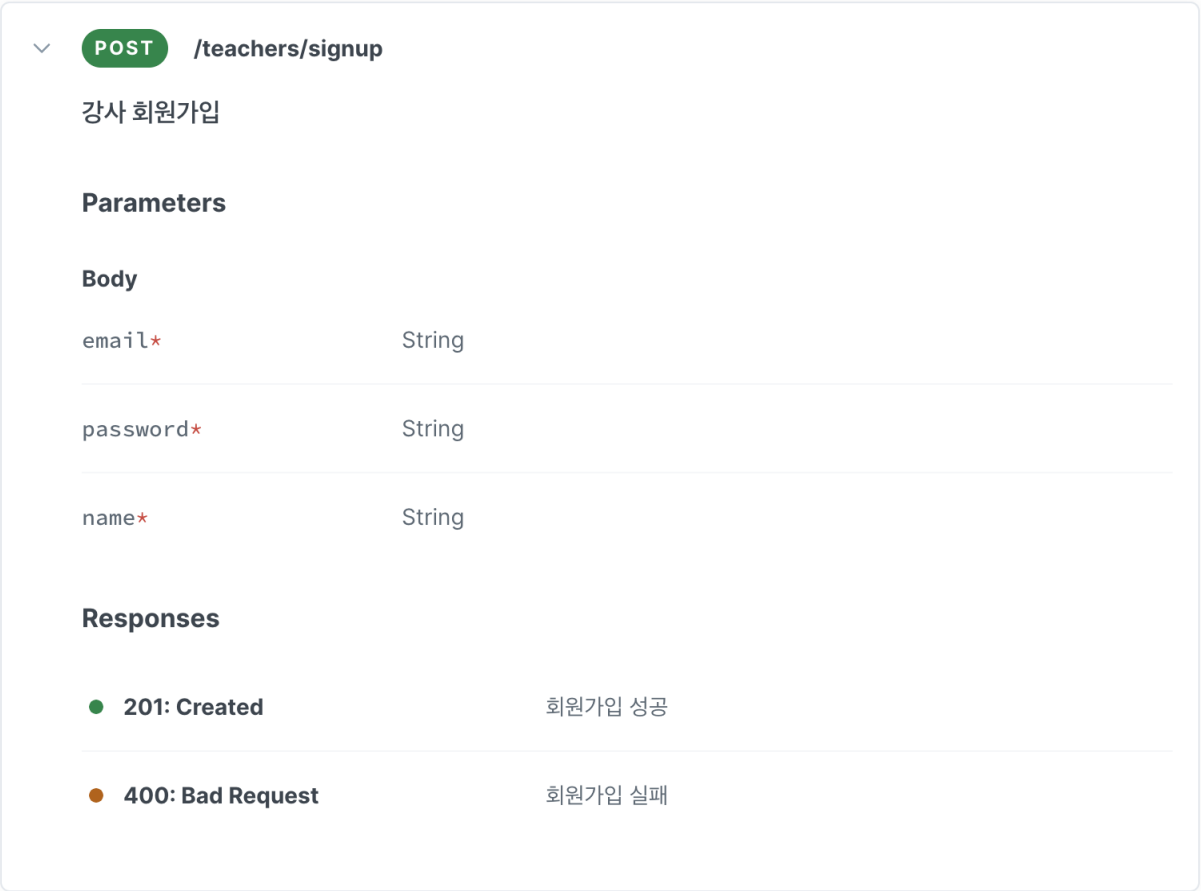 POST /teachers/signup
강사 회원가입
Parameters
Body
email* String
password* String
name* String
Responses
201: Created 회원가입 성공
400: Bad Request 회원가입 실패